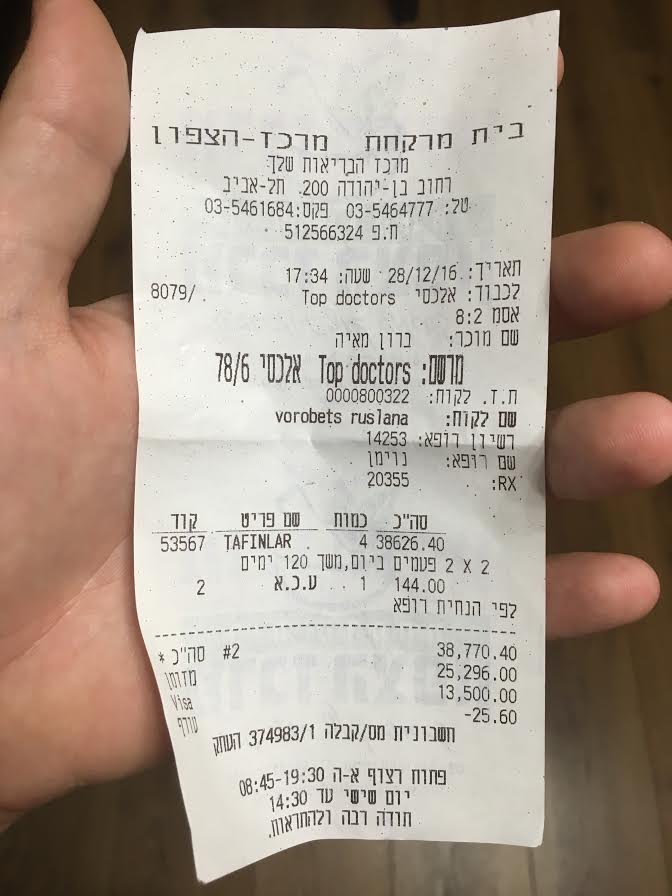 בית מרקחת מרכז-הצפון
מרכז הבריאות שלך
רחוב בן-יהודה 200. תל-אביב
טל: 03-5464777 פקס:03-5461684
ח.פ 512566324
תאריך: 28/12/16 שעה: 17:34
לכבוד: אלכסי Top doctors 8079/.
אסמ 8:2
שם מוכר: ברון מאיה
מרשם: Top doctors אלכסי 78/6
ת.ז. לקוח: 0000800322
שם לקוח: vorobets ruslana
רשיון רופא: 14253
שם רופא: נוימן
RX: 20355
קוד שם פריט כמות סה"כ
53567 TAFINLAR . 4 38626.40
2 X 2 פעמים ביום,משך 120 ימים
2 ע.כ.א . . 1 144.00
לפי הנחית רופא
* סה"כ #2 38,770.40
מזומן 25,296.00
Visa 13,500.00
עודף -25.60
חשבונית מס/קבלה 374983/1 העתק
פתוח רצוף א-ה 08:45-19:30
יום שישי עד 14:30
תודה רבה ולהתראות.